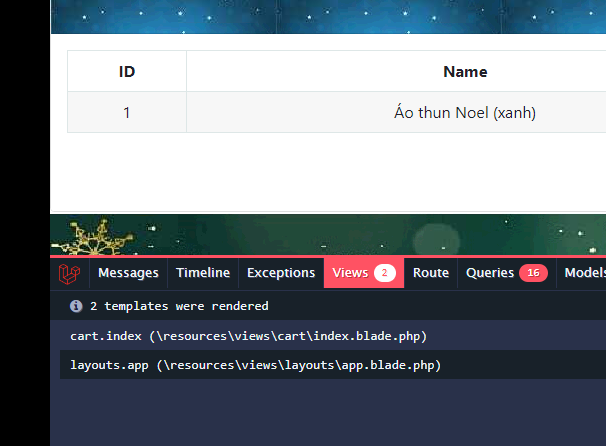 ID Name
1 Áo thun Noel (xanh)
Messages Timeline Exceptions Views 2 Route Queries 16 Models
2 templates were rendered
cart.index (\resources\views\cart\index.blade.php)
layouts.app (\resources\views\layouts\app.blade.php)